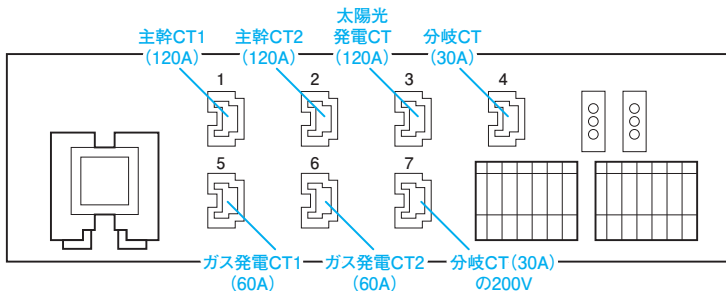 主幹CT1
(120A)
主幹CT2
(120A)
太陽光
発電CT
(120A)
分岐CT
(30A)
1
2
3
4
5
6
7
ガス発電CT1
(60A)
ガス発電CT2
(60A)
分岐CT(30A)
の200V